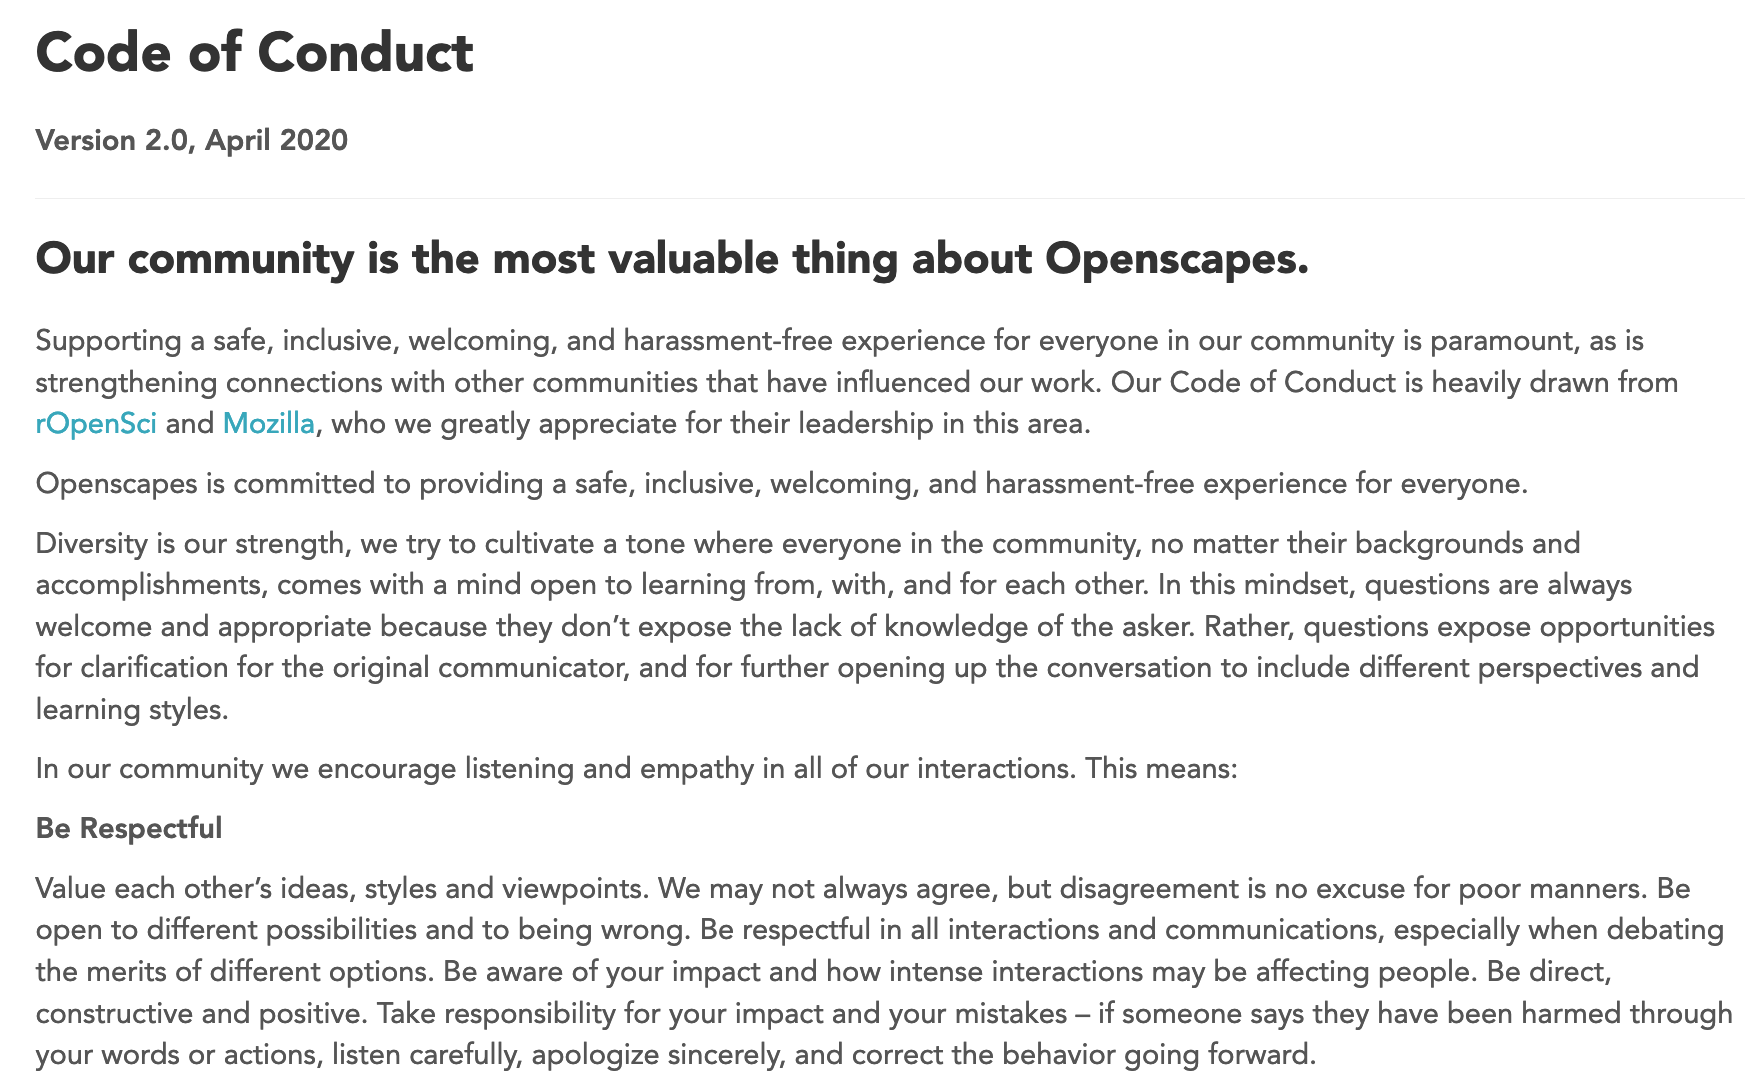 Code of Conduct
Version 2.0, April 2020
Our community is the most valuable thing about Openscapes.
Supporting a safe, inclusive, welcoming, and harassment-free experience for everyone in our community is paramount, as is
strengthening connections with other communities that have influenced our work. Our Code of Conduct is heavily drawn from
rOpenSci and Mozilla, who we greatly appreciate for their leadership in this area.
Openscapes is committed to providing a safe, inclusive, welcoming, and harassment-free experience for everyone.
Diversity is our strength, we try to cultivate a tone where everyone in the community, no matter their backgrounds and
accomplishments, comes with a mind open to learning from, with, and for each other. In this mindset, questions are always
welcome and appropriate because they don’t expose the lack of knowledge of the asker. Rather, questions expose opportunities
for clarification for the original communicator, and for further opening up the conversation to include different perspectives and
learning styles.
In our community we encourage listening and empathy in all of our interactions. This means:
Be Respectful
Value each other’s ideas, styles and viewpoints. We may not always agree, but disagreement is no excuse for poor manners. Be
open to different possibilities and to being wrong. Be respectful in all interactions and communications, especially when debating
the merits of different options. Be aware of your impact and how intense interactions may be affecting people. Be direct,
constructive and positive. Take responsibility for your impact and your mistakes – if someone says they have been harmed through
your words or actions, listen carefully, apologize sincerely, and correct the behavior going forward.